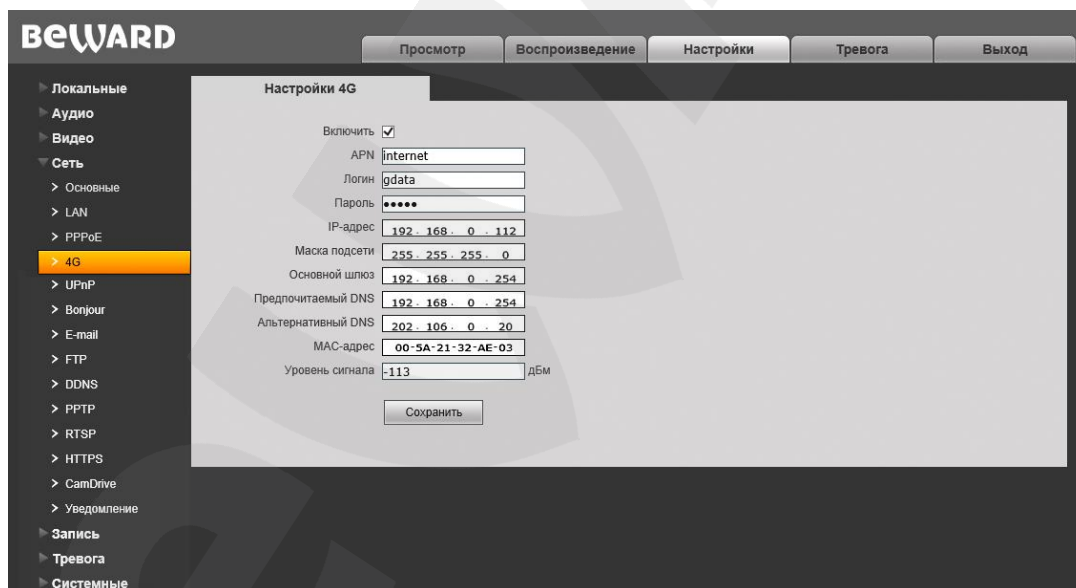 BEWARD
Просмотр
Воспроизведение
Настройки
Тревога
Выход
Локальные
Аудио
Видео
Сеть
Основные
LAN
PPPoE
4G
UPnP
Bonjour
E-mail
FTP
DDNS
PPTP
RTSP
HTTPS
CamDrive
Уведомление
Запись
Тревога
Системные
Настройки 4G
Включить
APN internet
Логин gdata
Пароль •••••
IP-адрес 192. 168. 0 . 112
Маска подсети 255. 255. 255. 0
Основной шлюз 192. 168. 0 . 254
Предпочитаемый DNS 192. 168. 0 . 254
Альтернативный DNS 202. 106. 0 . 20
MAC-адрес 00-5A-21-32-AE-03
Уровень сигнала -113 дБм
Сохранить